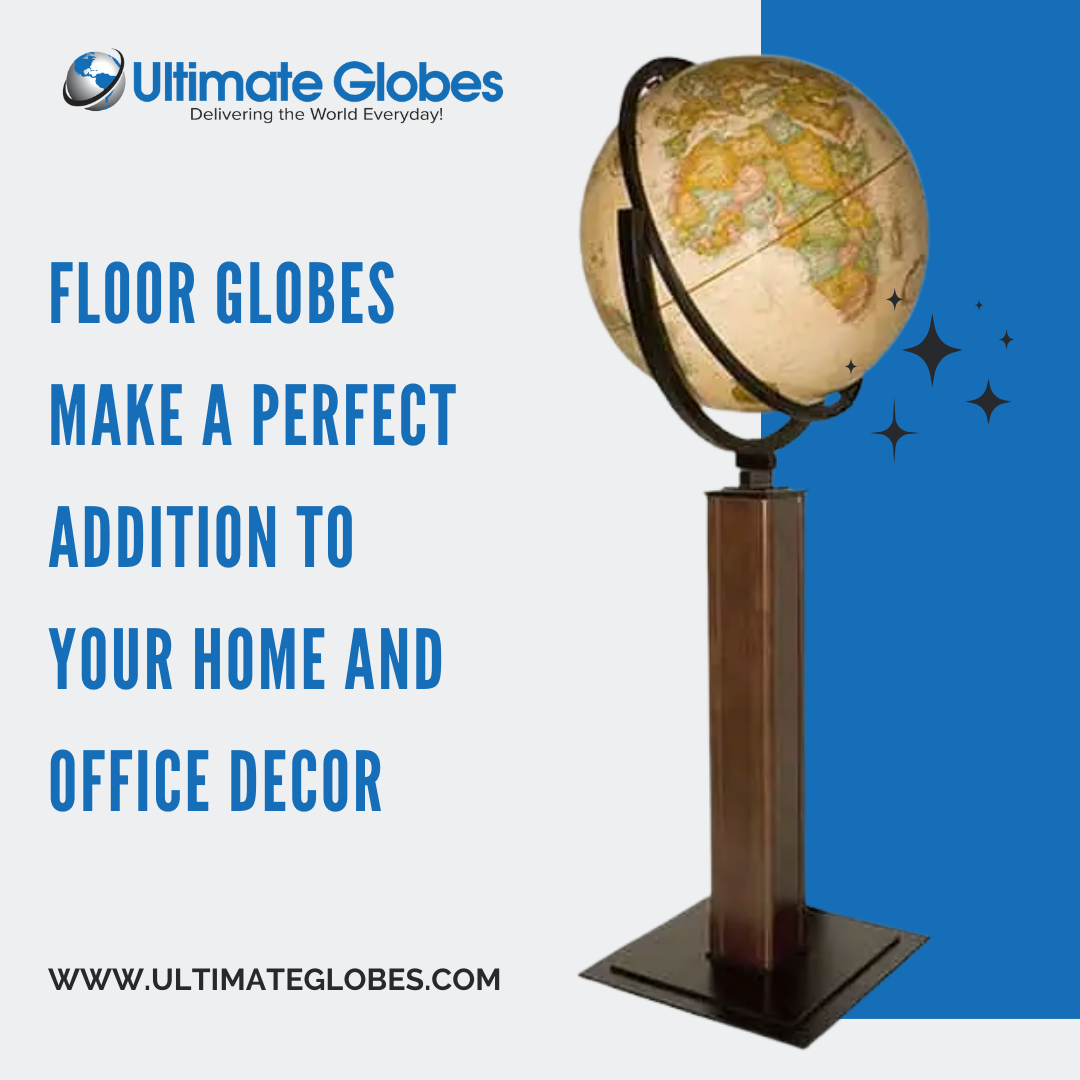 Ultimate Globes
Delivering the World Everyday!
FLOOR GLOBES
MAKE A PERFECT
ADDITION TO
YOUR HOME AND
OFFICE DECOR
WWW.ULTIMATEGLOBES.COM